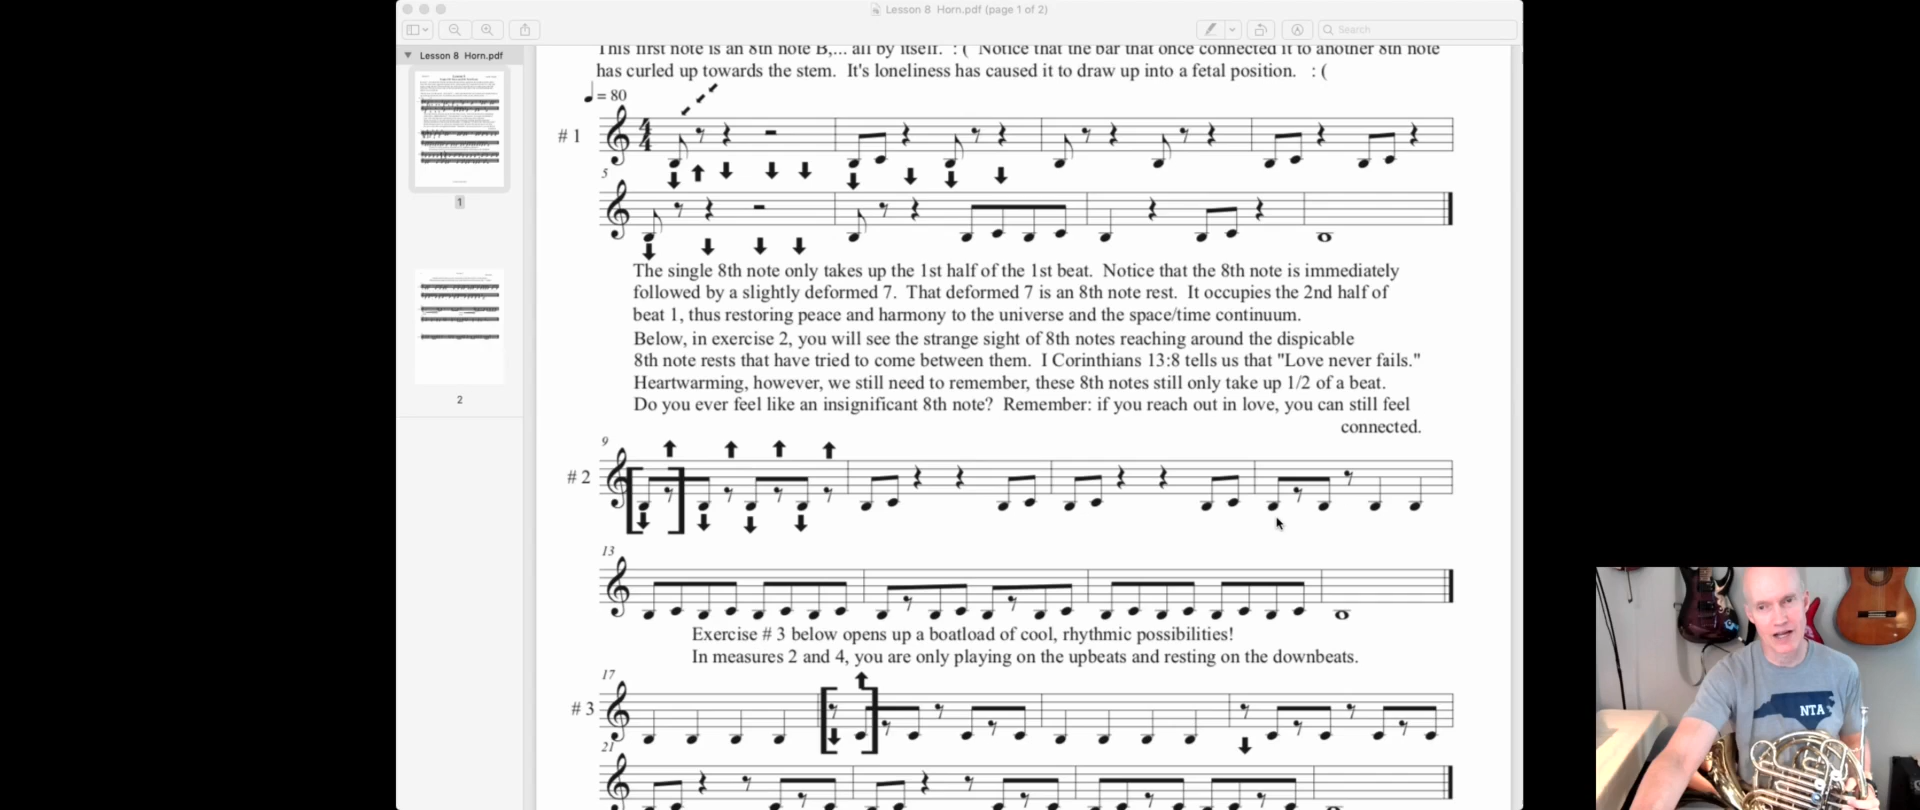 Lesson 8 Horn.pdf (page 1 of 2)
Search
Lesson 8 Horn.pdf
1
2
This first note is an 8th note B,... all by itself. : ( Notice that the bar that once connected it to another 8th note
has curled up towards the stem. It's loneliness has caused it to draw up into a fetal position. : (
= 80
# 1
4
4
5
The single 8th note only takes up the 1st half of the 1st beat. Notice that the 8th note is immediately
followed by a slightly deformed 7. That deformed 7 is an 8th note rest. It occupies the 2nd half of
beat 1, thus restoring peace and harmony to the universe and the space/time continuum.
Below, in exercise 2, you will see the strange sight of 8th notes reaching around the dispicable
8th note rests that have tried to come between them. I Corinthians 13:8 tells us that "Love never fails."
Heartwarming, however, we still need to remember, these 8th notes still only take up 1/2 of a beat.
Do you ever feel like an insignificant 8th note? Remember: if you reach out in love, you can still feel
connected.
9
# 2
13
Exercise # 3 below opens up a boatload of cool, rhythmic possibilities!
In measures 2 and 4, you are only playing on the upbeats and resting on the downbeats.
17
# 3
21
NTA